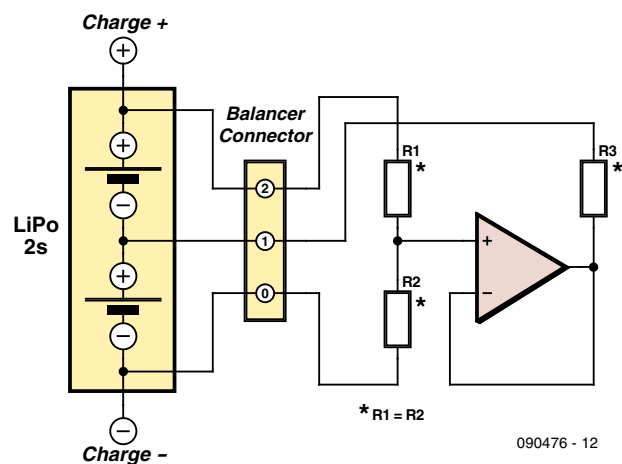 Charge +
+
Balancer
Connector
R1
*
R3
*
+
2
−
LiPo
2s
1
+
−
+
R2
*
0
−
−
* R1 = R2
−
Charge −
090476 - 12